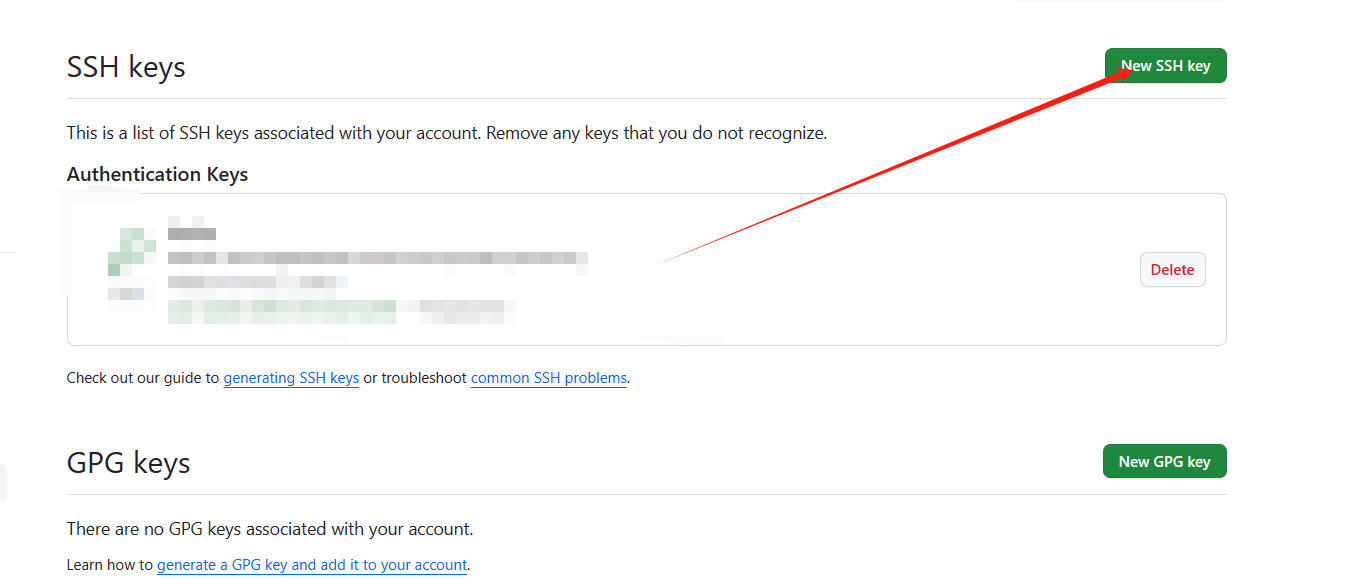 SSH keys
New SSH key
This is a list of SSH keys associated with your account. Remove any keys that you do not recognize.
Authentication Keys
Delete
Check out our guide to generating SSH keys or troubleshoot common SSH problems.
GPG keys
New GPG key
There are no GPG keys associated with your account.
Learn how to generate a GPG key and add it to your account.